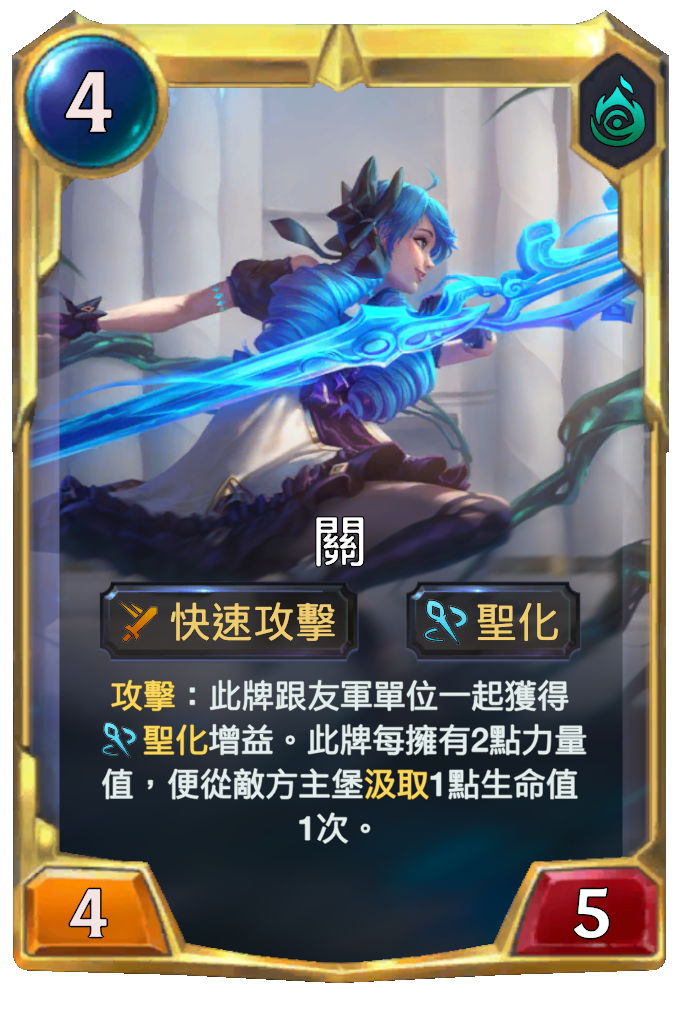 4
關
快速攻擊
聖化
攻擊：此牌跟友軍單位一起獲得
聖化增益。此牌每擁有2點力量
值，便從敵方主堡汲取1點生命值
1次。
4
5